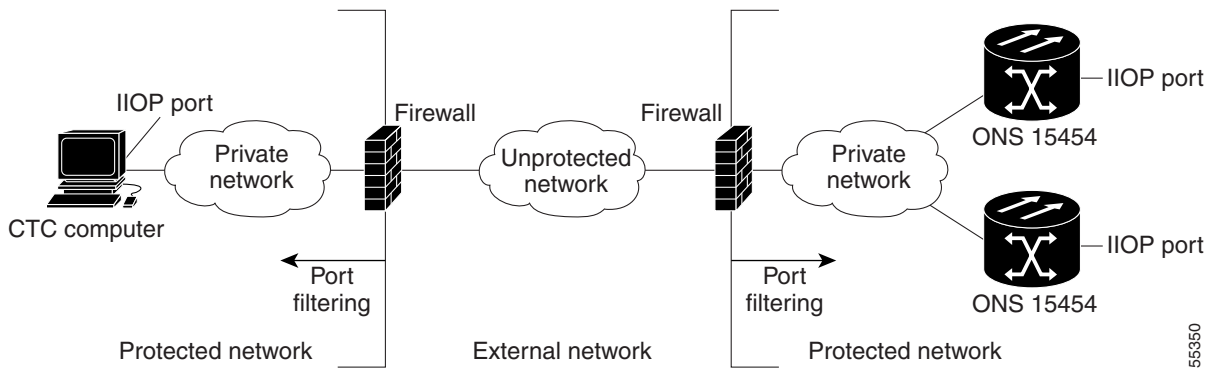 IIOP port
Private
network
CTC computer
Firewall
Port
filtering
Protected network
Unprotected
network
External network
Firewall
Private
network
Port
filtering
Protected network
IIOP port
ONS 15454
IIOP port
ONS 15454
55350